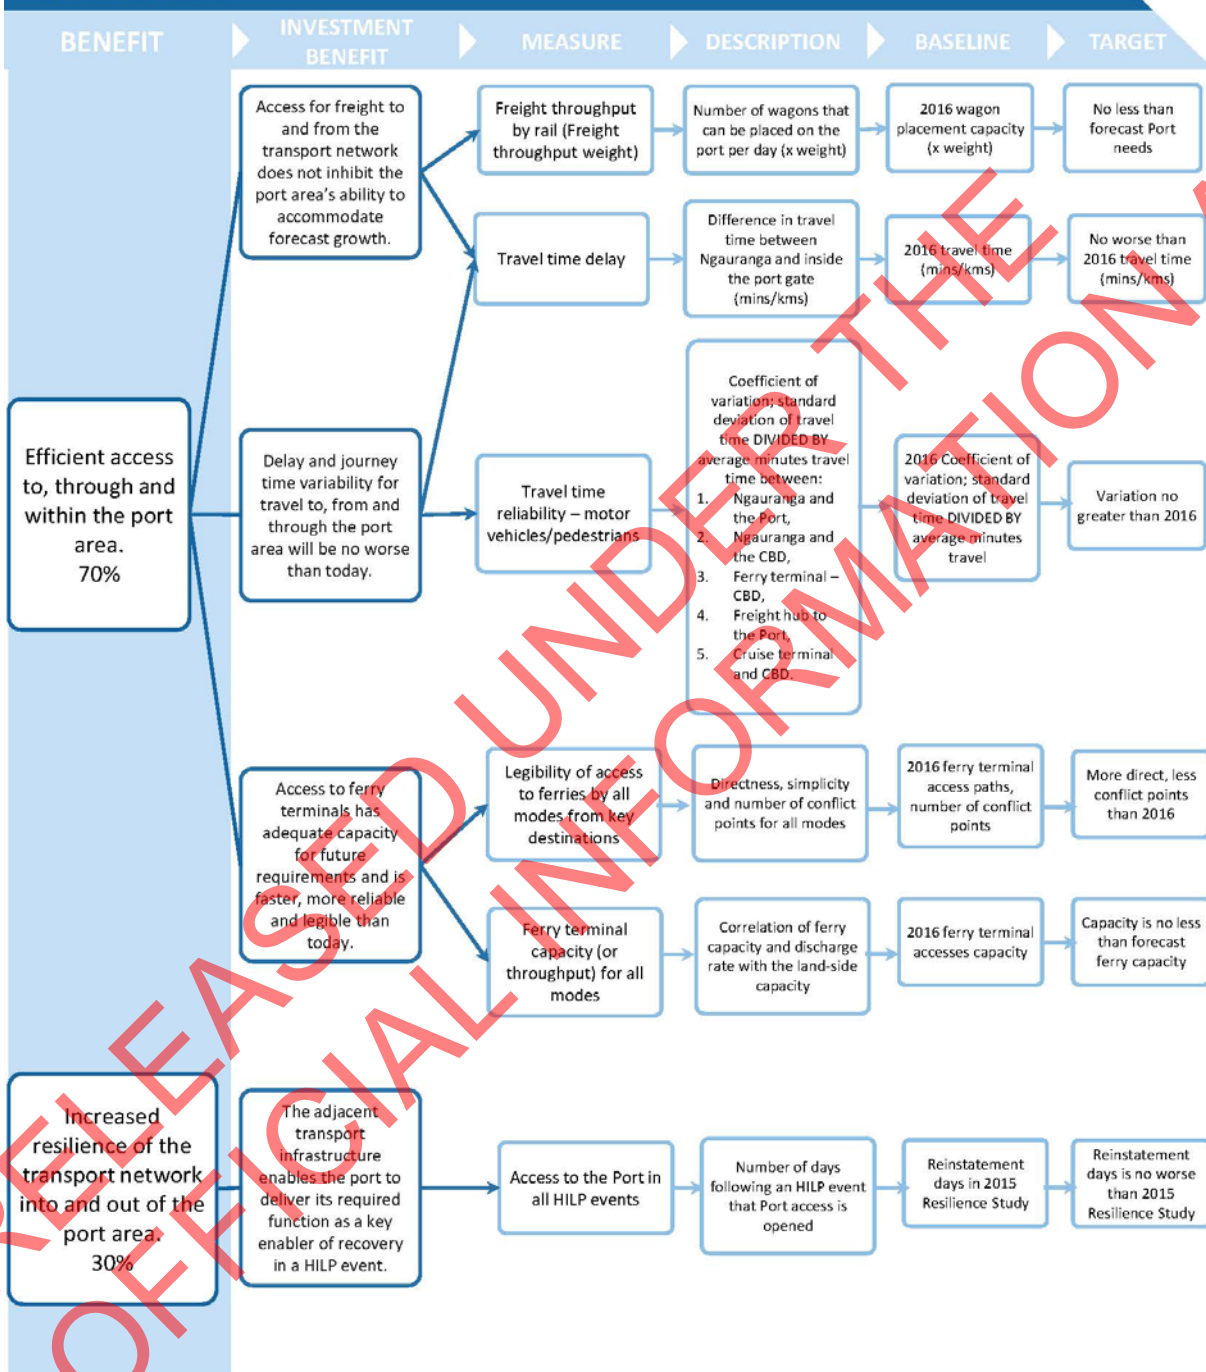 BENEFIT
INVESTMENT
BENEFIT
MEASURE
DESCRIPTION
BASELINE
TARGET
Efficient access
to, through and
within the port
area.
70%
Access for freight to
and from the
transport network
does not inhibit the
port area's ability to
accommodate
forecast growth.
Freight throughput
by rail (Freight
throughput weight)
Number of wagons that
can be placed on the
port per day (x weight)
2016 wagon
placement capacity
(x weight)
No less than
forecast Port
needs
Travel time delay
Difference in travel
time between
Ngauranga and inside
the port gate
(mins/kms)
2016 travel time
(mins/kms)
No worse than
2016 travel time
(mins/kms)
Delay and journey
time variability for
travel to, from and
through the port
area will be no worse
than today.
Travel time
reliability – motor
vehicles/pedestrians
Coefficient of
variation; standard
deviation of travel
time DIVIDED BY
average minutes travel
time between:
1. Ngauranga and
the Port,
2. Ngauranga and
the CBD,
3. Ferry terminal –
CBD,
4. Freight hub to
the Port,
5. Cruise terminal
and CBD.
2016 Coefficient of
variation; standard
deviation of travel
time DIVIDED BY
average minutes
travel
Variation no
greater than 2016
Access to ferry
terminals has
adequate capacity
for future
requirements and is
faster, more reliable
and legible than
today.
Legibility of access
to ferries by all
modes from key
destinations
Directness, simplicity
and number of conflict
points for all modes
2016 ferry terminal
access paths,
number of conflict
points
More direct, less
conflict points
than 2016
Ferry terminal
capacity (or
throughput) for all
modes
Correlation of ferry
capacity and discharge
rate with the land-side
capacity
2016 ferry terminal
accesses capacity
Capacity is no less
than forecast
ferry capacity
Increased
resilience of the
transport network
into and out of the
port area.
30%
The adjacent
transport
infrastructure
enables the port to
deliver its required
function as a key
enabler of recovery
in a HILP event.
Access to the Port in
all HILP events
Number of days
following an HILP event
that Port access is
opened
Reinstatement
days in 2015
Resilience Study
Reinstatement
days is no worse
than 2015
Resilience Study
RELEASED UNDER THE
OFFICIAL INFORMATION A